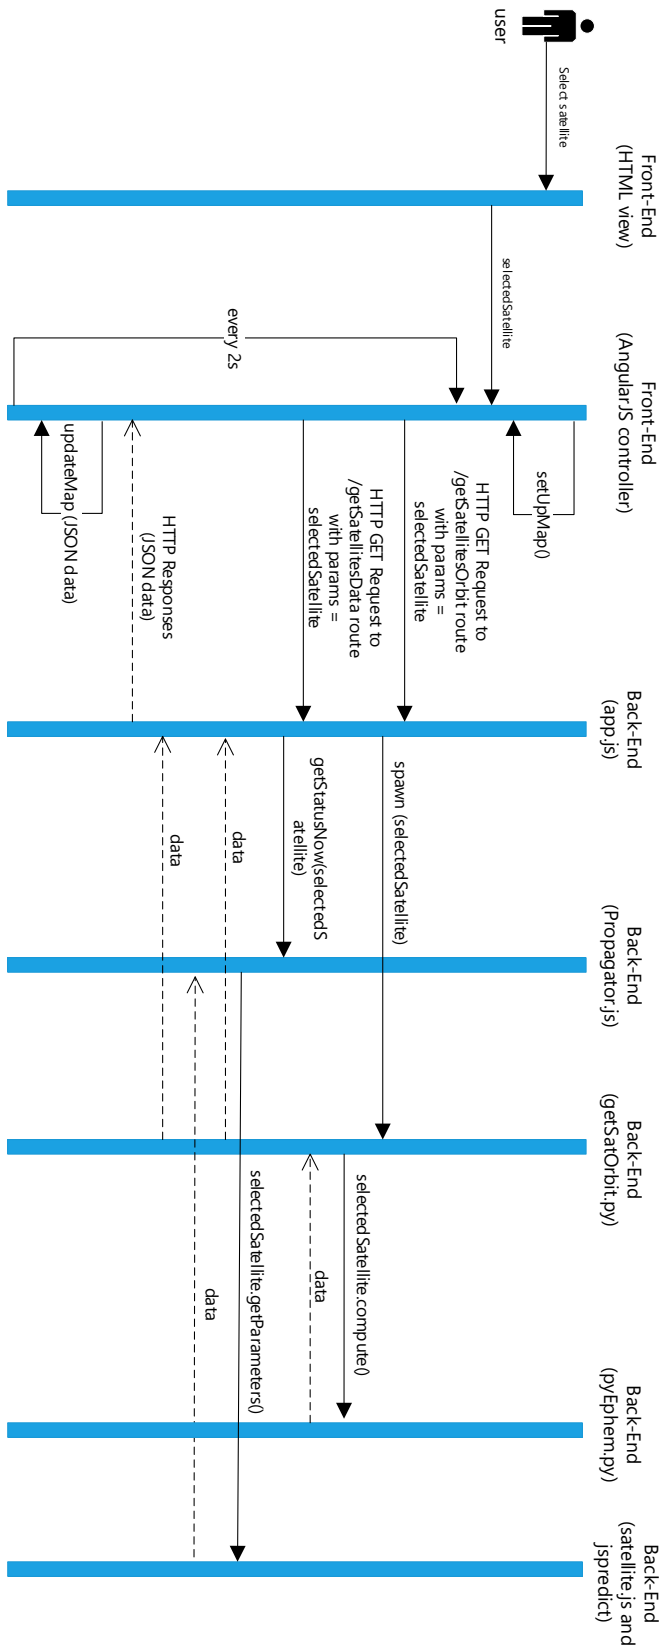 user
Front-End
(HTML view)
Front-End
(AngularJS controller)
Back-End
(app.js)
Back-End
(Propagator.js)
Back-End
(getSatOrbit.py)
Back-End
(pyEphem.py)
Back-End
(satellite.js and
jspredict)
Select satellite
selectedSatellite
setUpMap()
HTTP GET Request to
/getSatellitesOrbit route
with params =
selectedSatellite
spawn (selectedSatellite)
selectedSatellite.compute()
data
HTTP GET Request to
/getSatellitesData route
with params =
selectedSatellite
getStatusNow(selectedS
atellite)
selectedSatellite.getParameters()
data
data
data
HTTP Responses
(JSON data)
every 2s
updateMap (JSON data)